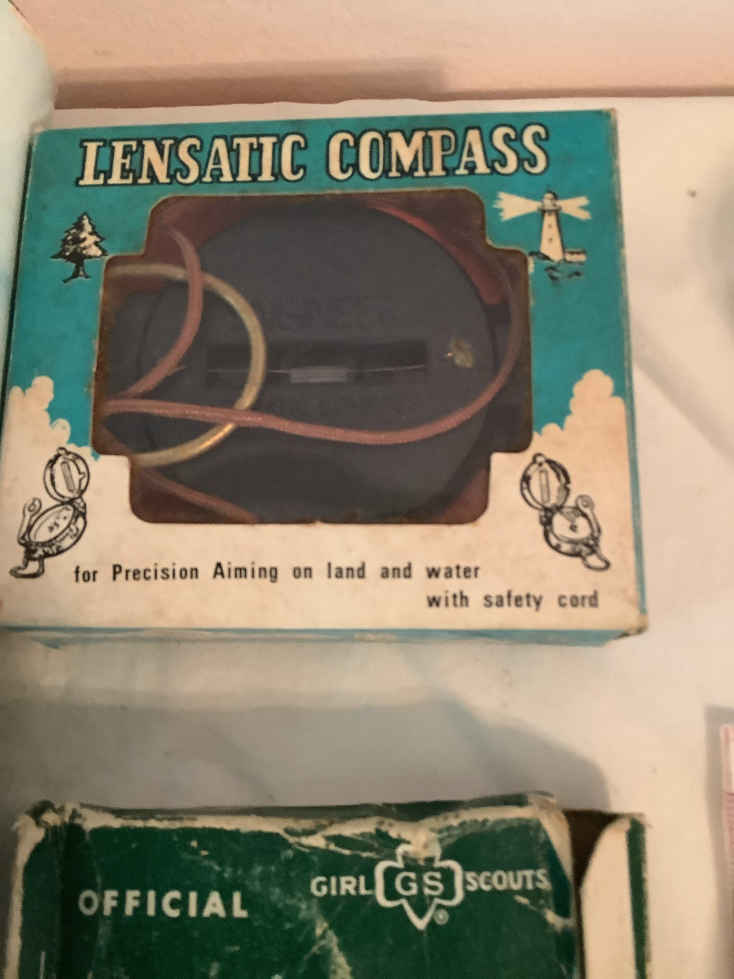 LENSATIC COMPASS
for Precision Aiming on land and water
with safety cord
OFFICIAL
GIRL GS SCOUTS
®